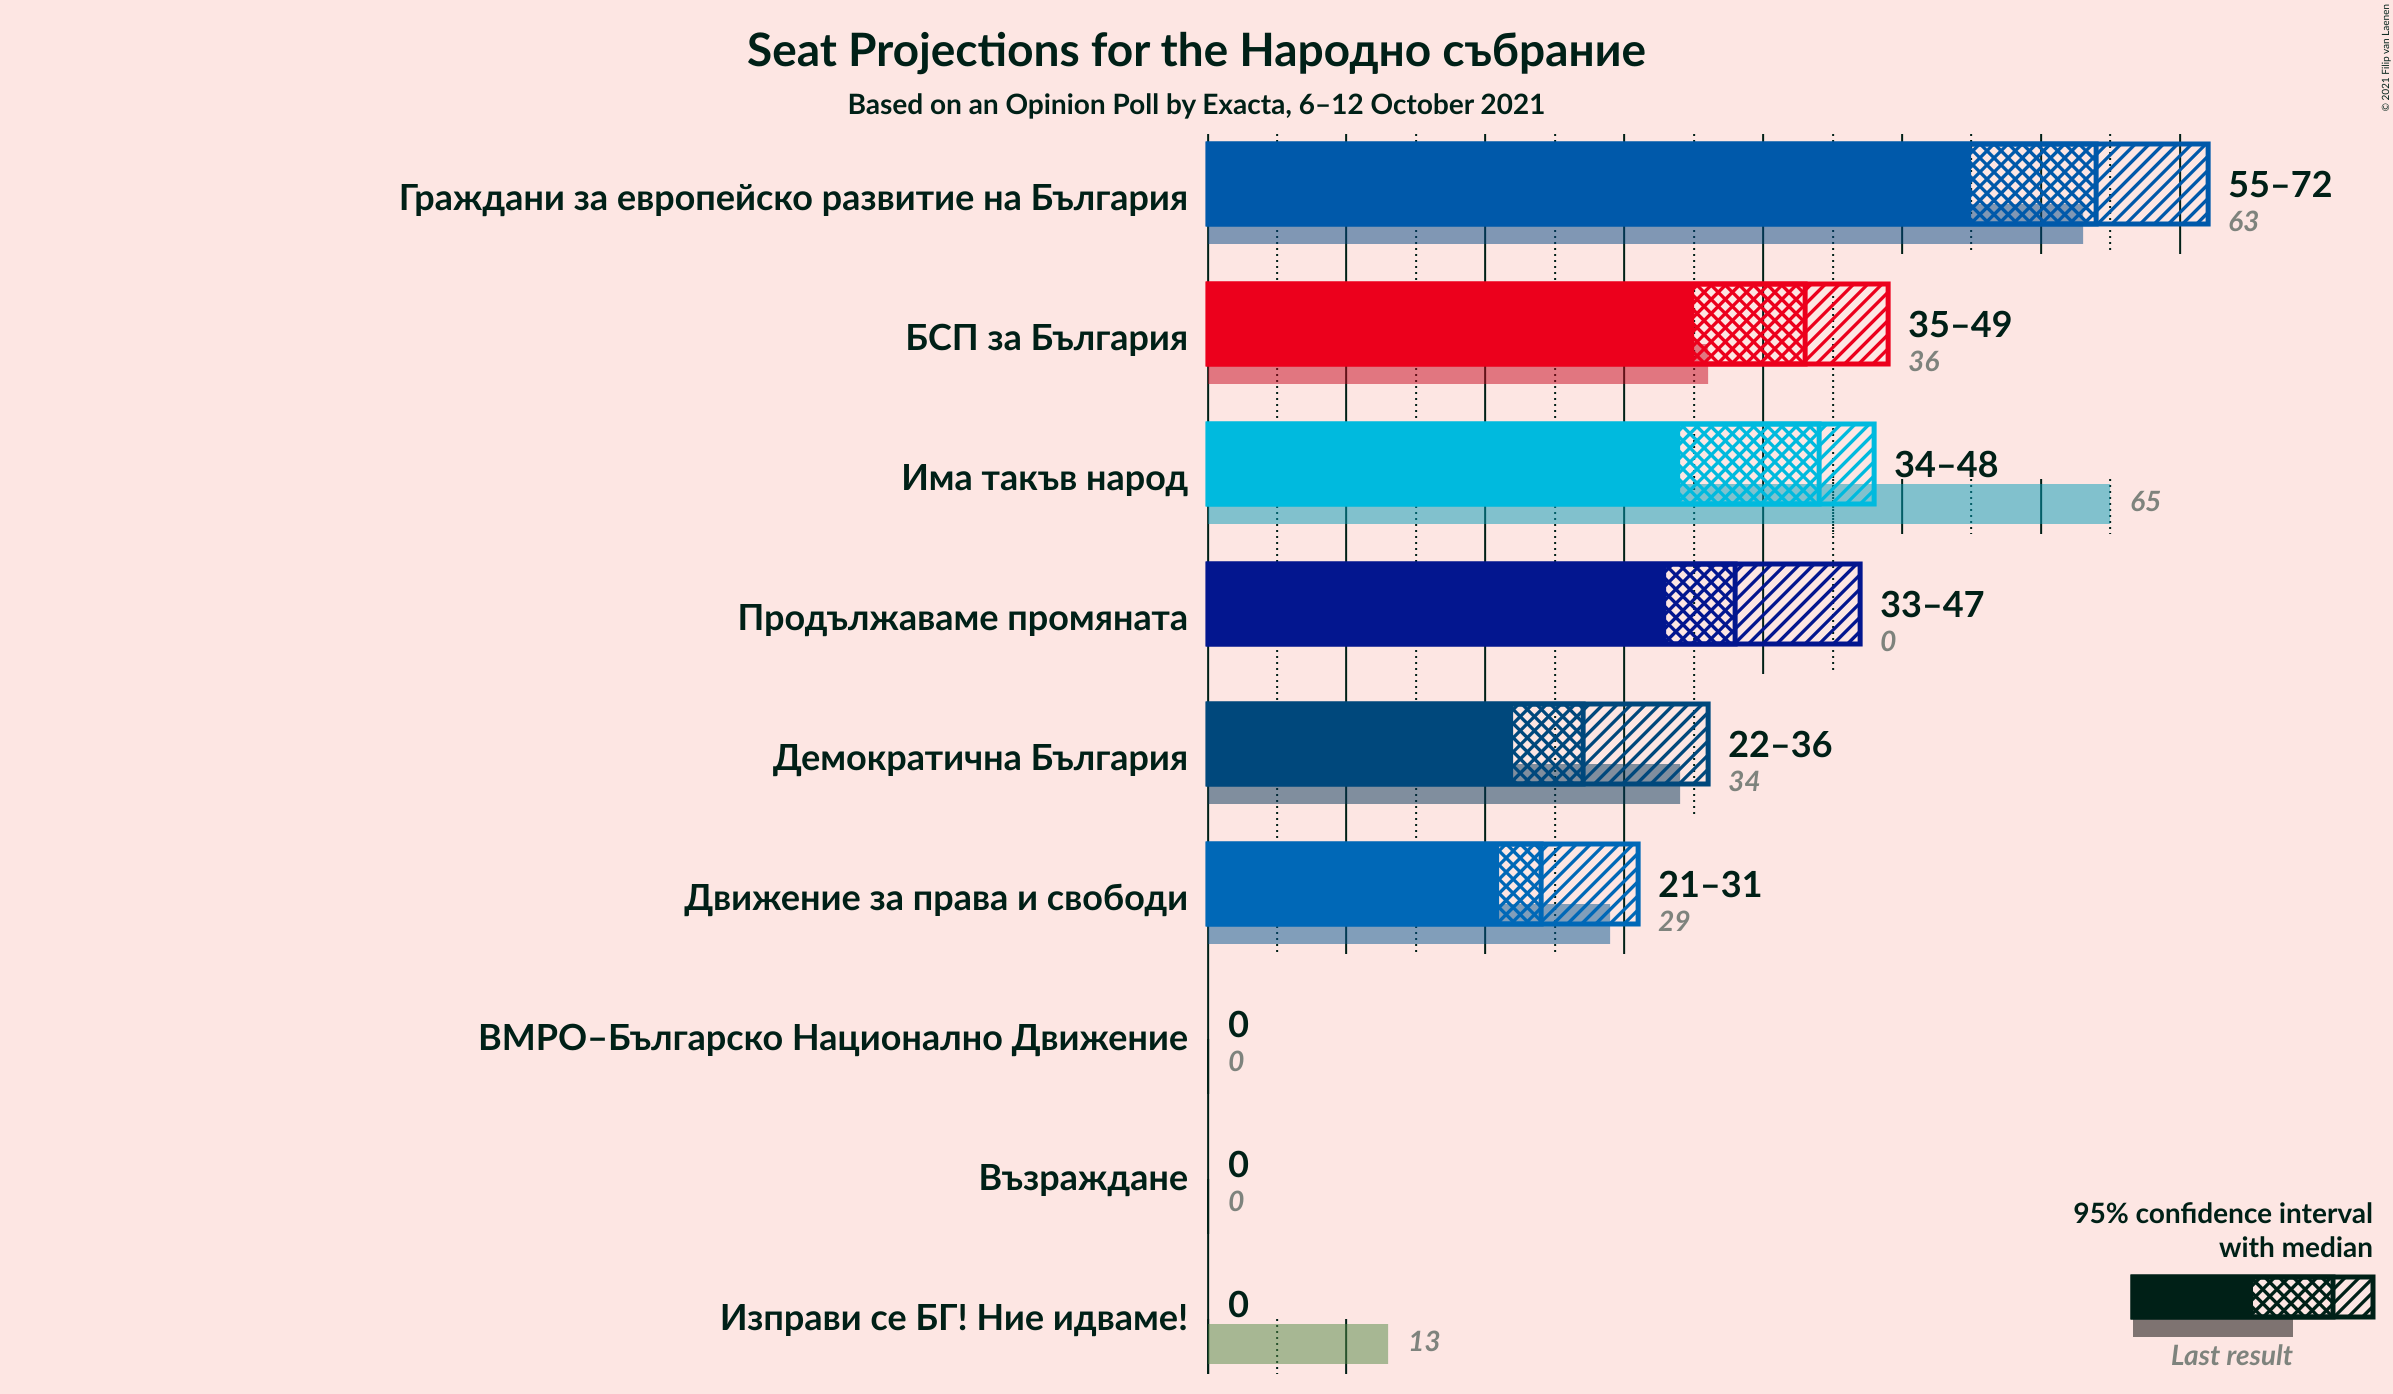 Seat Projections for the Народно събрание
Based on an Opinion Poll by Exacta, 6–12 October 2021
© 2021 Filip van Laenen
Граждани за европейско развитие на България
55–72
63
БСП за България
35–49
36
Има такъв народ
34–48
65
Продължаваме промяната
33–47
0
Демократична България
22–36
34
Движение за права и свободи
21–31
29
ВМРО–Българско Национално Движение
0
0
Възраждане
0
0
Изправи се БГ! Ние идваме!
0
13
95% confidence interval
with median
Last result